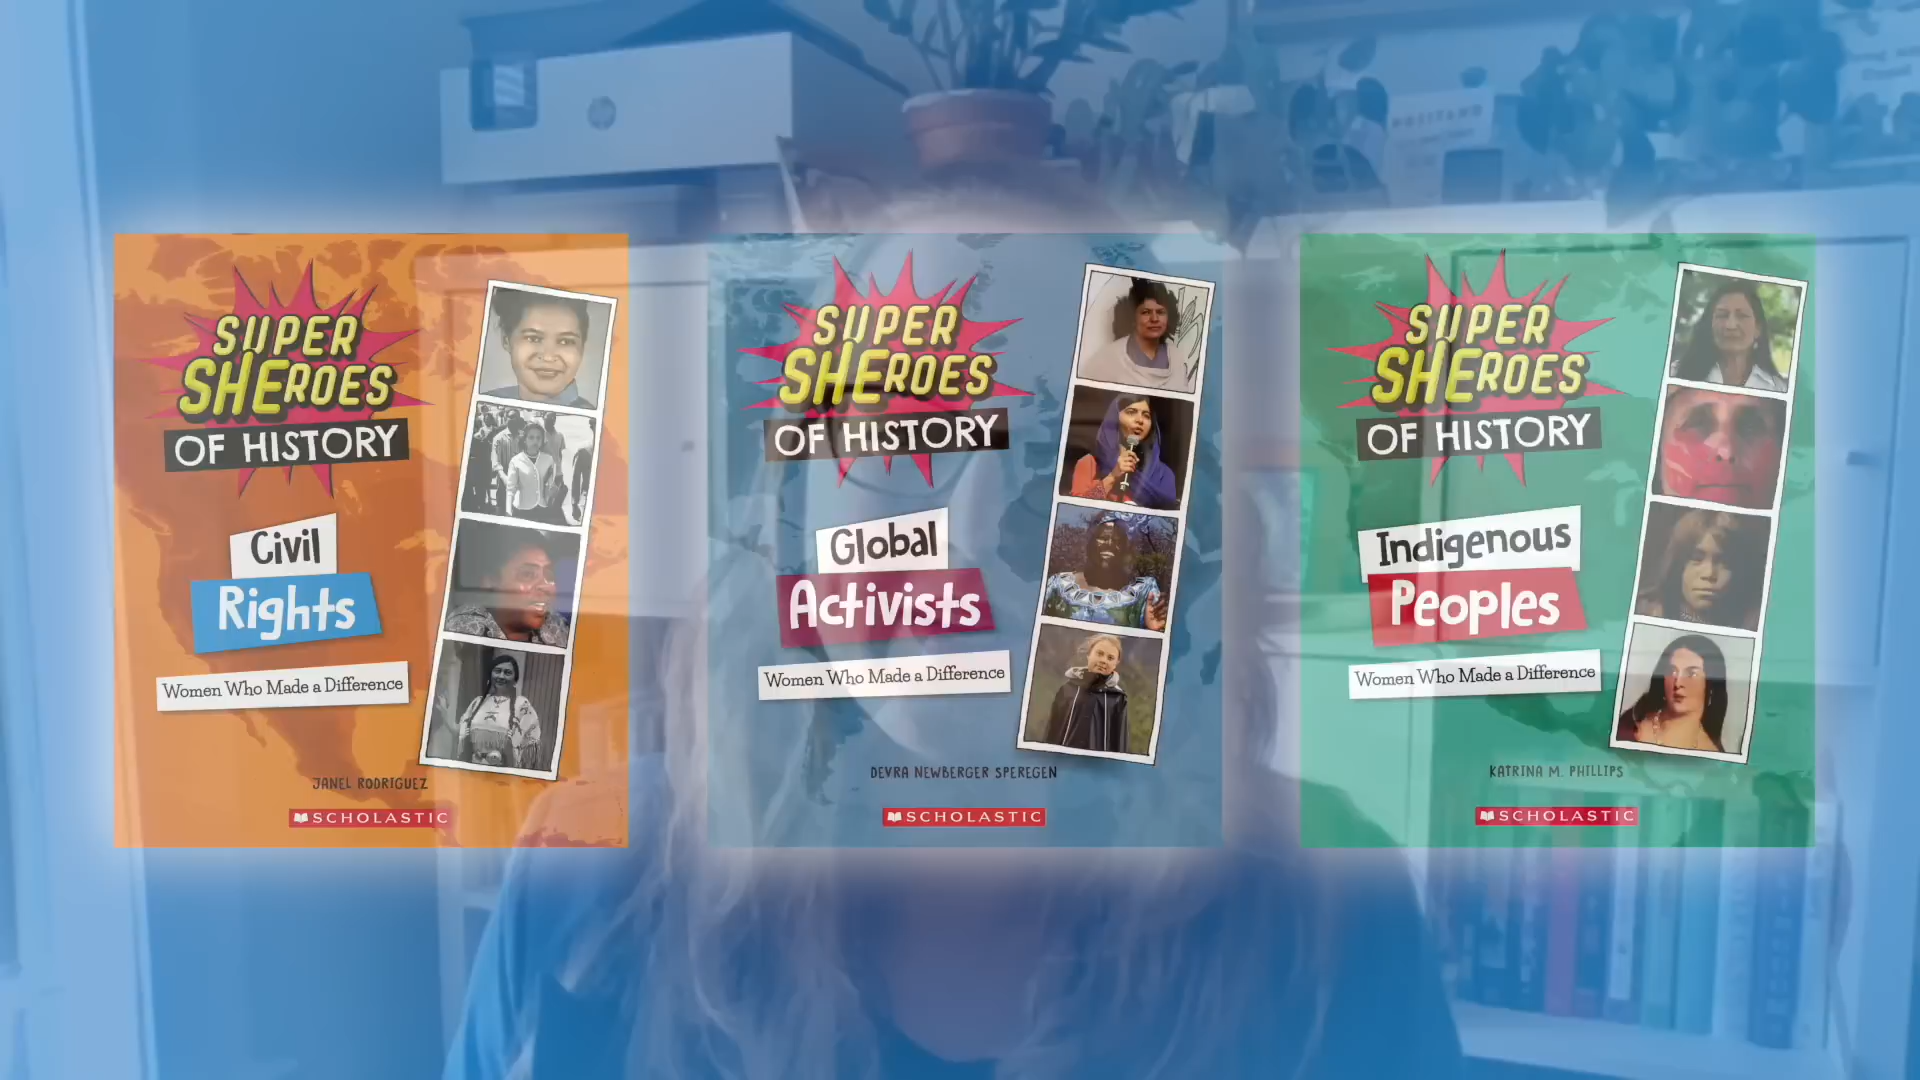 SUPER
SHEROES
OF HISTORY
Civil
Rights
Women Who Made a Difference
JANEL RODRIGUEZ
SCHOLASTIC
SUPER
SHEROES
OF HISTORY
Global
Activists
Women Who Made a Difference
DEVRA NEWBERGER SPEREGEN
SCHOLASTIC
SUPER
SHEROES
OF HISTORY
Indigenous
Peoples
Women Who Made a Difference
KATRINA M. PHILLIPS
SCHOLASTIC